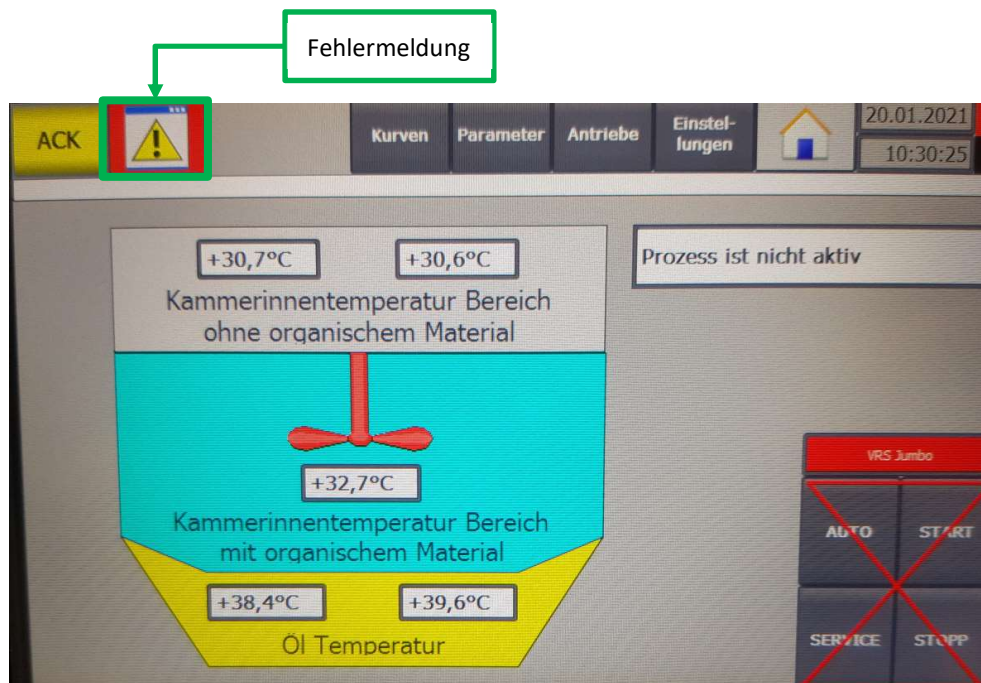 Fehlermeldung
ACK
Kurven
Parameter
Antriebe
Einstel-
lungen
20.01.2021
10:30:25
+30,7°C
+30,6°C
Prozess ist nicht aktiv
Kammerinnentemperatur Bereich
ohne organischem Material
+32,7°C
Kammerinnentemperatur Bereich
mit organischem Material
+38,4°C
+39,6°C
Öl Temperatur
VRS Jumbo
AUTO
START
SERVICE
STOPP